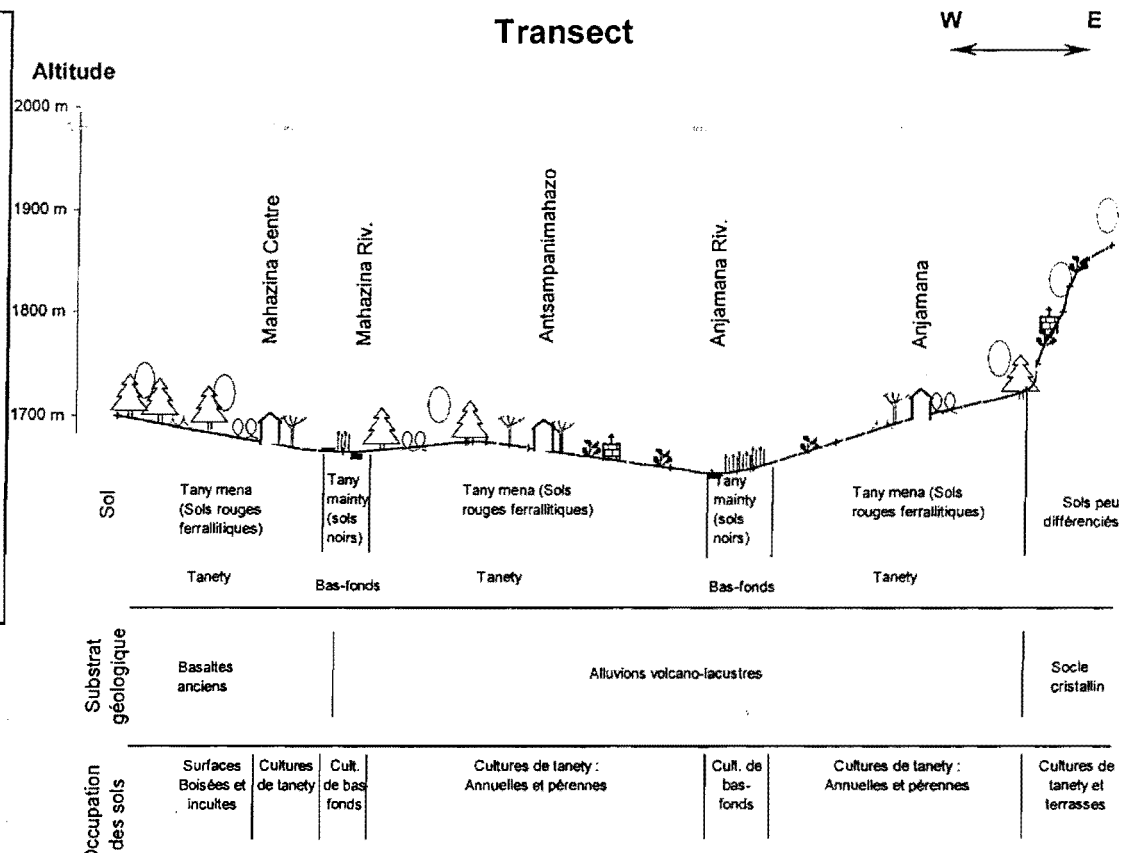 Transect
W
E
Altitude
2000 m
1900 m
1800 m
1700 m
Mahazina Centre
Mahazina Riv.
Antsampanimahazo
Anjamana Riv.
Anjamana
Sol
Tany mena
(Sols rouges
ferrallitiques)
Tany
mainty
(sols
noirs)
Tany mena (Sols
rouges ferrallitiques)
Tany
mainty
(sols
noirs)
Tany mena (Sols
rouges ferrallitiques)
Sols peu
différenciés
Tanety
Bas-fonds
Tanety
Bas-fonds
Tanety
Substrat
géologique
Basaltes
anciens
Alluvions volcano-lacustres
Socle
cristallin
Occupation
des sols
Surfaces
Boisées et
incultes
Cultures
de tanety
Cult.
de bas
fonds
Cultures de tanety :
Annuelles et pérennes
Cult. de
bas-
fonds
Cultures de tanety :
Annuelles et pérennes
Cultures de
tanety et
terrasses